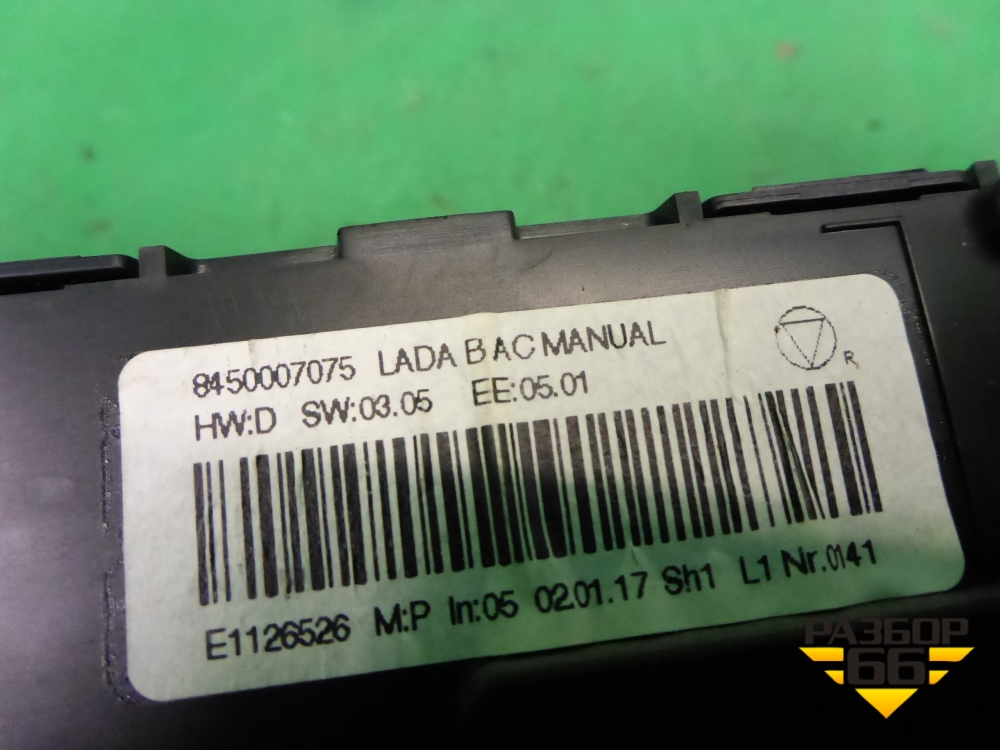 8450007075 LADA B AC MANUAL
HW:D SW:03.05 EE:05.01
R
E1126526 M:P In:05 02.01.17 Sh1 L1 Nr.0141
РАЗБОР
66